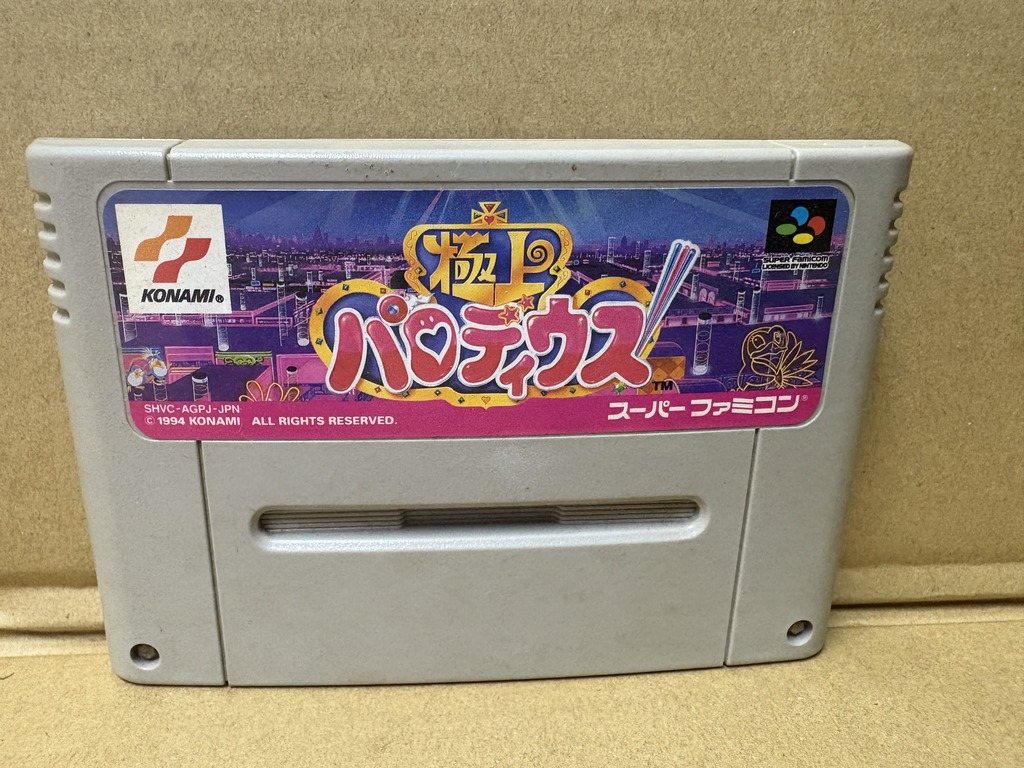 KONAMI®
極上
パロディウス!
TM
SUPER FAMICOM
LICENSED BY NINTENDO
SHVC-AGPJ-JPN
© 1994 KONAMI ALL RIGHTS RESERVED.
スーパーファミコン®